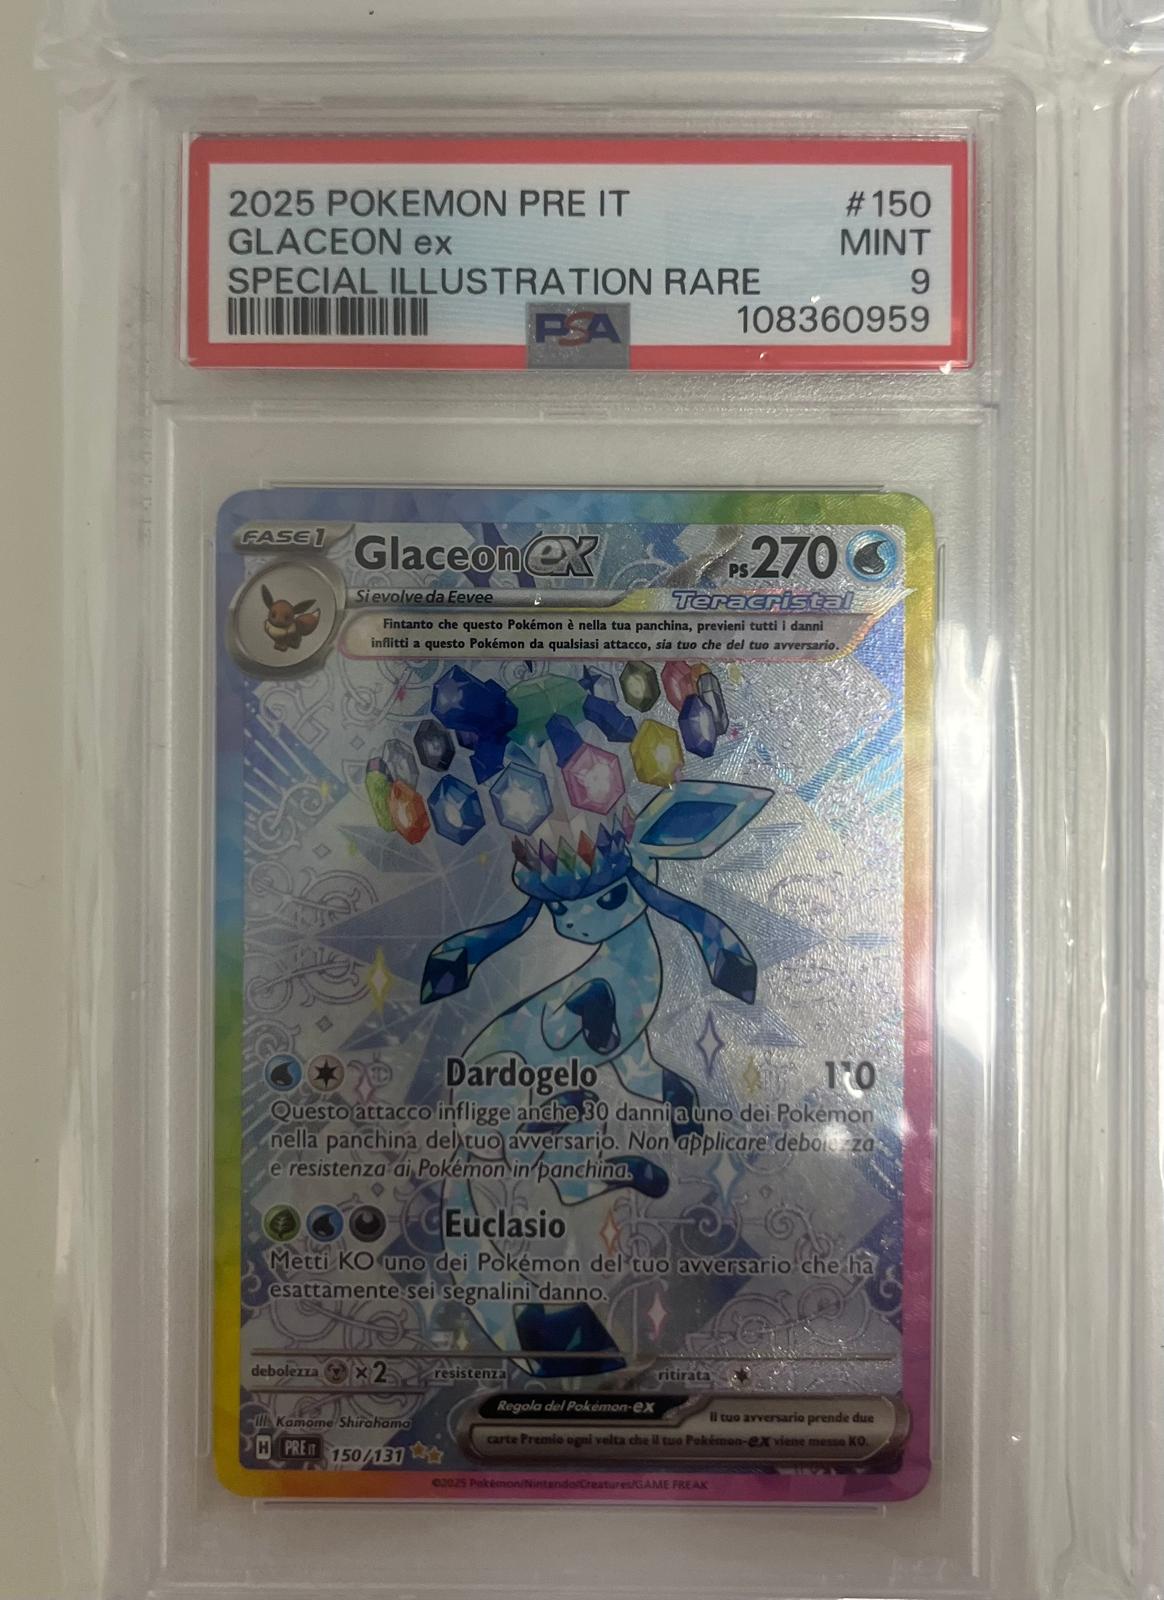 2025 POKEMON PRE IT #150
GLACEON ex MINT
SPECIAL ILLUSTRATION RARE 9
PSA 108360959
FASE 1 Glaceon ex PS 270
Si evolve da Eevee Teracristal
Fintanto che questo Pokémon è nella tua panchina, previeni tutti i danni
inflitti a questo Pokémon da qualsiasi attacco, sia tuo che del tuo avversario.
Dardogelo 110
Questo attacco infligge anche 30 danni a uno dei Pokémon
nella panchina del tuo avversario. Non applicare debolezza
e resistenza ai Pokémon in panchina.
Euclasio
Metti KO uno dei Pokémon del tuo avversario che ha
esattamente sei segnalini danno.
debolezza ×2 resistenza ritirata
Regola del Pokémon-ex Il tuo avversario prende due
carte Premio ogni volta che il tuo Pokémon-ex viene messo KO.
Ill. Kamome Shirahama
H PRE IT 150/131
©2025 Pokémon/Nintendo/Creatures/GAME FREAK